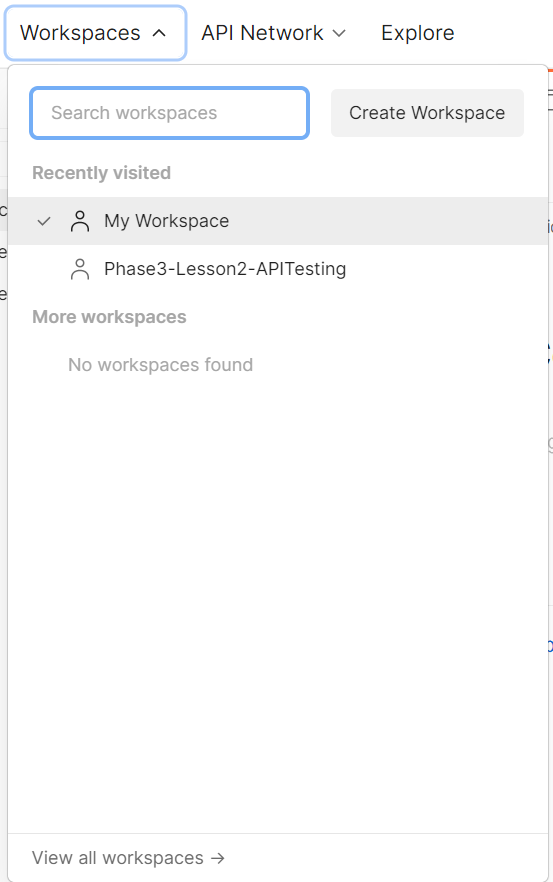 Workspaces API Network Explore
Search workspaces Create Workspace
Recently visited
My Workspace
Phase3-Lesson2-APITesting
More workspaces
No workspaces found
View all workspaces →